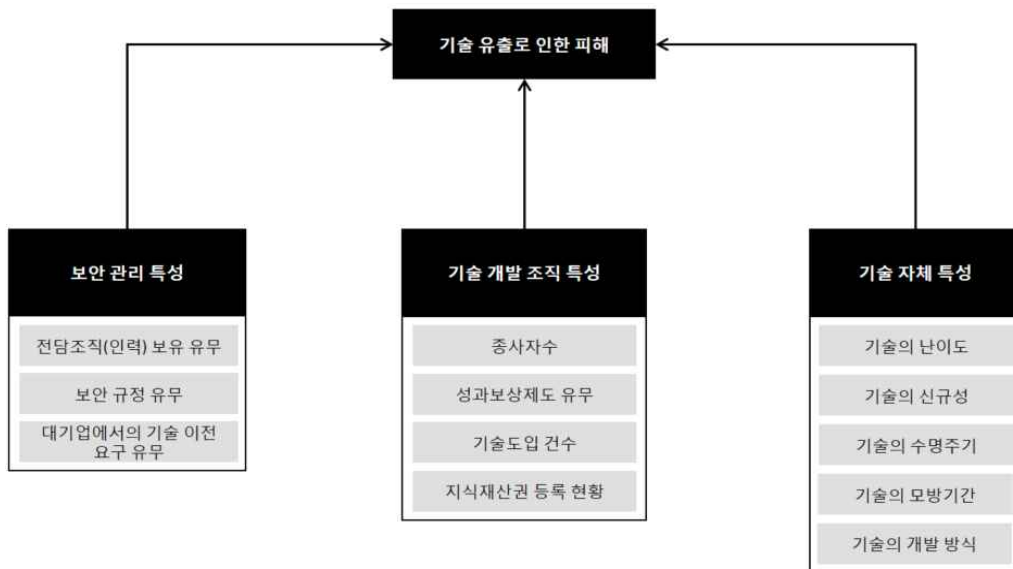 기술 유출로 인한 피해
보안 관리 특성
전담조직(인력) 보유 유무
보안 규정 유무
대기업에서의 기술 이전
요구 유무
기술 개발 조직 특성
종사자수
성과보상제도 유무
기술도입 건수
지식재산권 등록 현황
기술 자체 특성
기술의 난이도
기술의 신규성
기술의 수명주기
기술의 모방기간
기술의 개발 방식